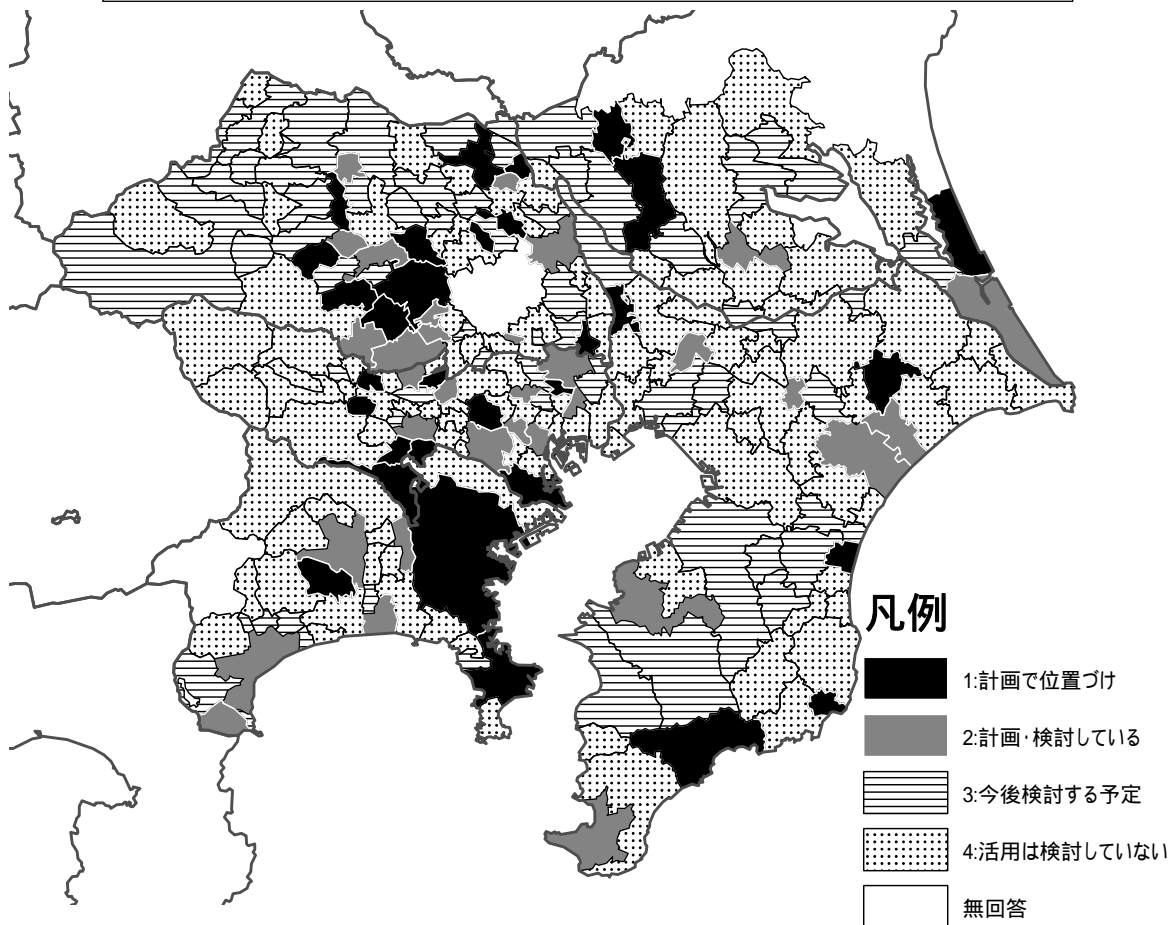 凡例
1:計画で位置づけ
2:計画・検討している
3:今後検討する予定
4:活用は検討していない
無回答